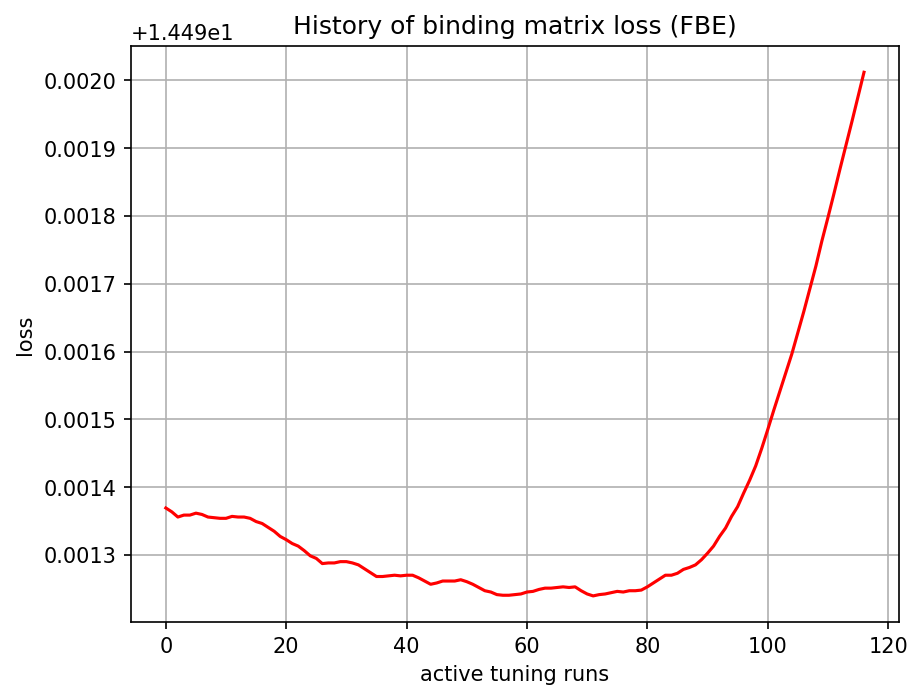 History of binding matrix loss (FBE)
+1.449e1
0.0020
0.0019
0.0018
0.0017
0.0016
0.0015
0.0014
0.0013
loss
0 20 40 60 80 100 120
active tuning runs